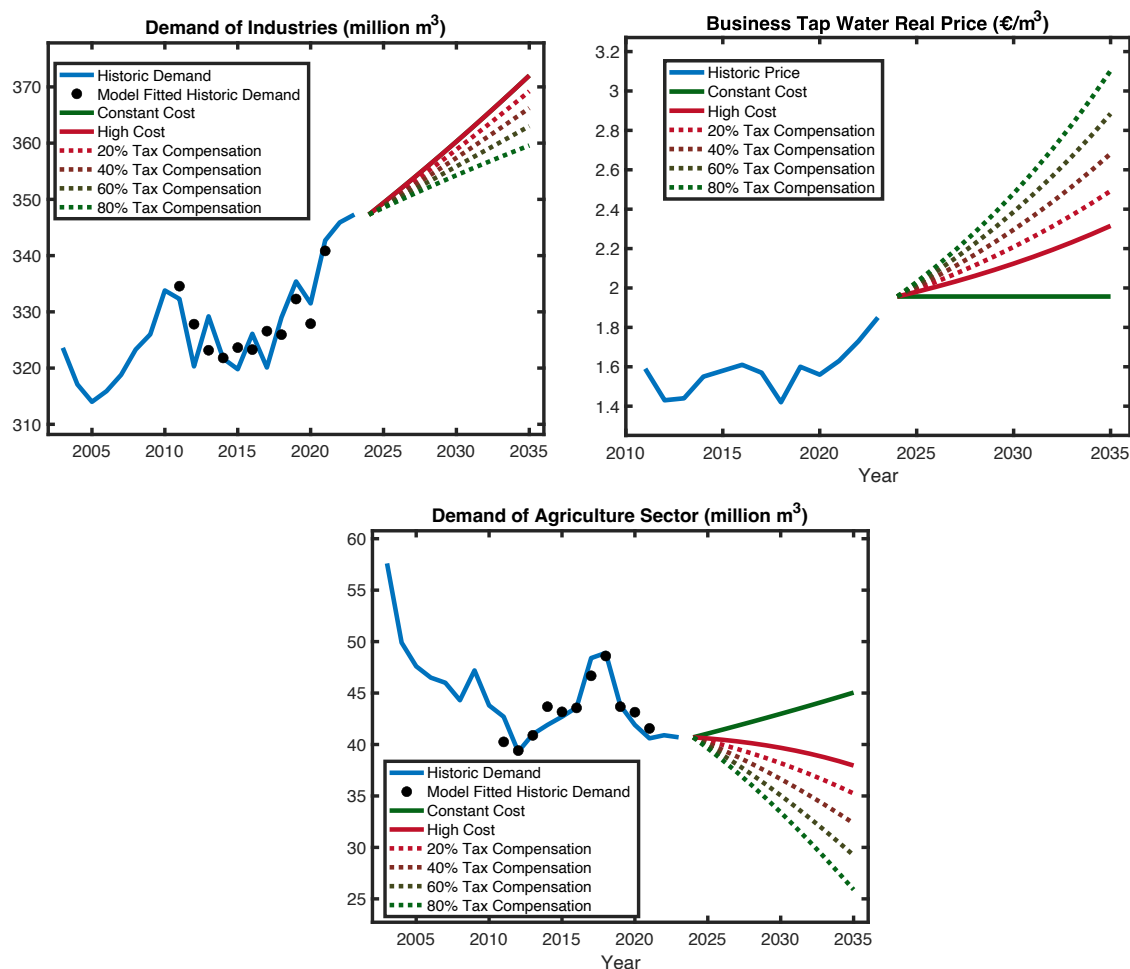 Demand of Industries (million m³)
370
360
350
340
330
320
310
2005 2010 2015 2020 2025 2030 2035
Historic Demand
Model Fitted Historic Demand
Constant Cost
High Cost
20% Tax Compensation
40% Tax Compensation
60% Tax Compensation
80% Tax Compensation
Business Tap Water Real Price (€/m³)
3.2
3
2.8
2.6
2.4
2.2
2
1.8
1.6
1.4
2010 2015 2020 2025 2030 2035
Year
Historic Price
Constant Cost
High Cost
20% Tax Compensation
40% Tax Compensation
60% Tax Compensation
80% Tax Compensation
Demand of Agriculture Sector (million m³)
60
55
50
45
40
35
30
25
2005 2010 2015 2020 2025 2030 2035
Year
Historic Demand
Model Fitted Historic Demand
Constant Cost
High Cost
20% Tax Compensation
40% Tax Compensation
60% Tax Compensation
80% Tax Compensation